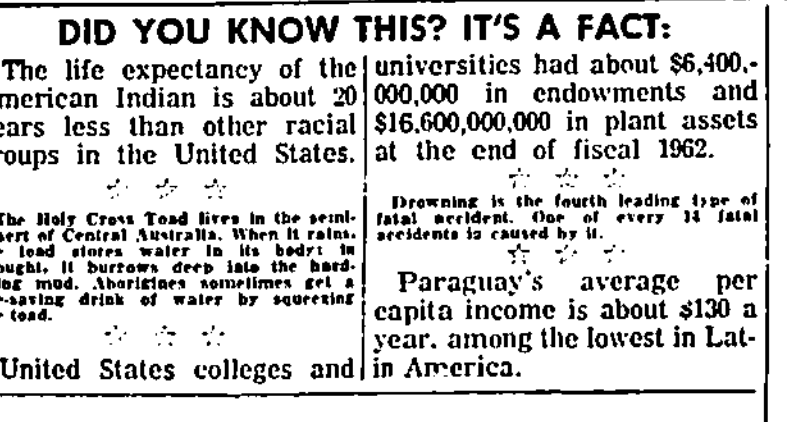 DID YOU KNOW THIS? IT'S A FACT:
The life expectancy of the
merican Indian is about 20
ears less than other racial
roups in the United States.
The Holy Cross Toad lives in the semi-
sert of Central Australia. When it rains,
toad stores water in its body; in
ought, it burrows deep into the hard-
ing mud. Aborigines sometimes get a
-saving drink of water by squeezing
toad.
United States colleges and
universities had about $6,400,-
000,000 in endowments and
$16,600,000,000 in plant assets
at the end of fiscal 1962.
Drowning is the fourth leading type of
fatal accident. One of every 14 fatal
accidents is caused by it.
Paraguay's average per
capita income is about $130 a
year, among the lowest in Lat-
in America.